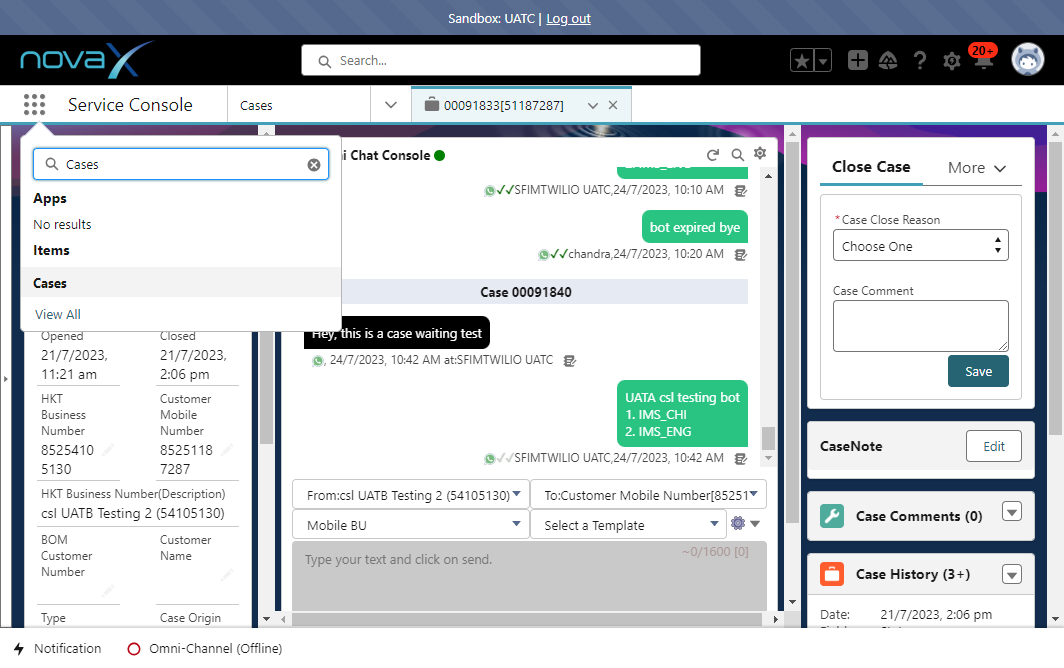 Sandbox: UATC | Log out
novaX
Search...
20+
Service Console
Cases
00091833[51187287]
Cases
Apps
No results
Items
Cases
View All
Opened
Closed
21/7/2023,
11:21 am
21/7/2023,
2:06 pm
HKT
Business
Number
Customer
Mobile
Number
8525410
5130
8525118
7287
HKT Business Number(Description)
csl UATB Testing 2 (54105130)
BOM
Customer
Number
Customer
Name
Type
Case Origin
i Chat Console
SFIMTWILIO UATC,24/7/2023, 10:10 AM
bot expired bye
chandra,24/7/2023, 10:20 AM
Case 00091840
Hey, this is a case waiting test
, 24/7/2023, 10:42 AM at:SFIMTWILIO UATC
UATA csl testing bot
1. IMS_CHI
2. IMS_ENG
SFIMTWILIO UATC,24/7/2023, 10:42 AM
From:csl UATB Testing 2 (54105130)
To:Customer Mobile Number[85251
Mobile BU
Select a Template
Type your text and click on send.
~0/1600 [0]
Close Case
More
*Case Close Reason
Choose One
Case Comment
Save
CaseNote
Edit
Case Comments (0)
Case History (3+)
Date:
21/7/2023, 2:06 pm
Notification
Omni-Channel (Offline)